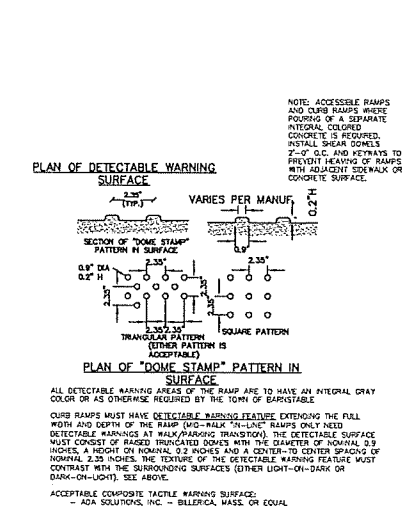 NOTE: ACCESSIBLE RAMPS
AND CURB RAMPS WHERE
POURING OF A SEPARATE
INTEGRAL COLORED
CONCRETE IS REQUIRED,
INSTALL SHEAR DOWELS
2'-0" O.C. AND KEYWAYS TO
PREVENT HEAVING OF RAMPS
WITH ADJACENT SIDEWALK OR
CONCRETE SURFACE.
PLAN OF DETECTABLE WARNING
SURFACE
2.35"
(TYP.)
VARIES PER MANUF.
0.2"H
SECTION OF "DOME STAMP"
PATTERN IN SURFACE
0.9"
0.9" DIA
0.2" H
2.35"
2.35"
2.35"
2.35"
2.35"
2.35"
2.35"
TRIANGULAR PATTERN
(EITHER PATTERN IS
ACCEPTABLE)
SQUARE PATTERN
PLAN OF "DOME STAMP" PATTERN IN
SURFACE
ALL DETECTABLE WARNING AREAS OF THE RAMP ARE TO HAVE AN INTEGRAL GRAY
COLOR OR AS OTHERWISE REQUIRED BY THE TOWN OF BARNSTABLE
CURB RAMPS MUST HAVE DETECTABLE WARNING FEATURE EXTENDING THE FULL
WIDTH AND DEPTH OF THE RAMP (MID-WALK "IN-LINE" RAMPS ONLY NEED
DETECTABLE WARNINGS AT WALK/PARKING TRANSITION). THE DETECTABLE SURFACE
MUST CONSIST OF RAISED TRUNCATED DOMES WITH THE DIAMETER OF NOMINAL 0.9
INCHES, A HEIGHT ON NOMINAL 0.2 INCHES AND A CENTER-TO CENTER SPACING OF
NOMINAL 2.35 INCHES. THE TEXTURE OF THE DETECTABLE WARNING FEATURE MUST
CONTRAST WITH THE SURROUNDING SURFACES (EITHER LIGHT-ON-DARK OR
DARK-ON-LIGHT). SEE ABOVE.
ACCEPTABLE COMPOSITE TACTILE WARNING SURFACE:
- ADA SOLUTIONS, INC. - BILLERICA, MASS. OR EQUAL